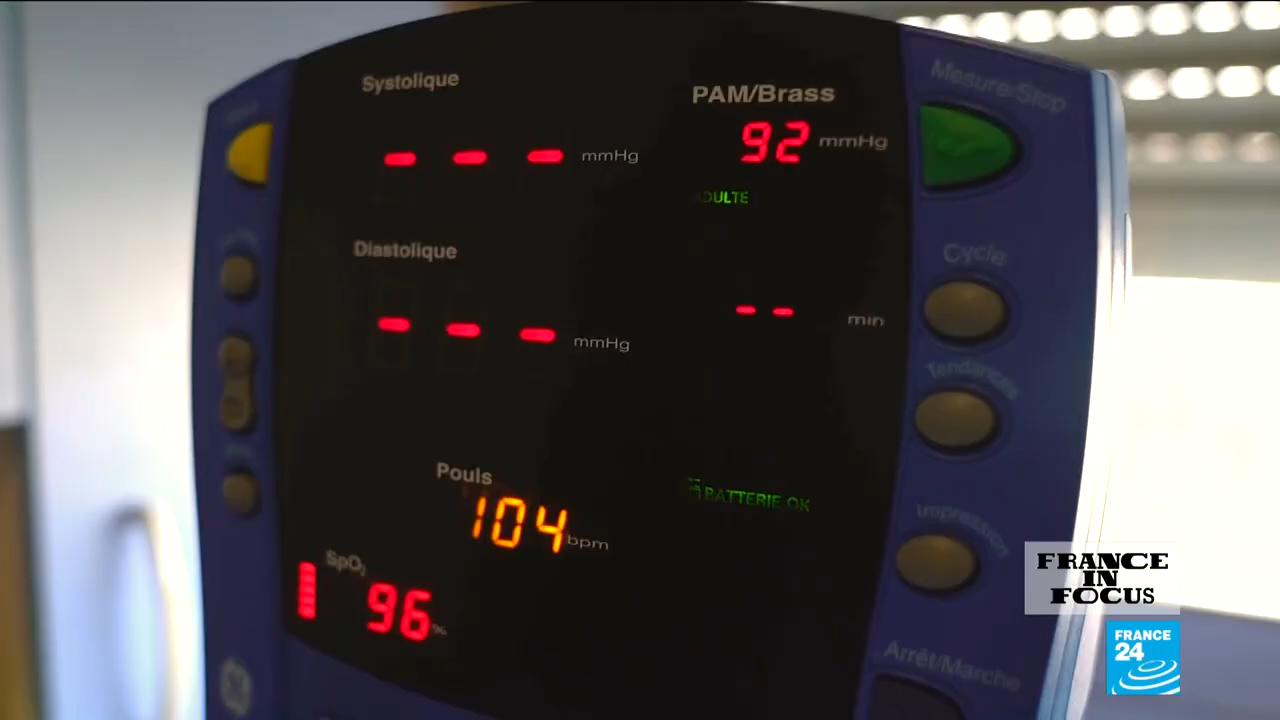 Systolique
--- mmHg
PAM/Brass
92 mmHg
ADULTE
Mesure/Stop
Diastolique
--- mmHg
-- min
Cycle
Tendances
Pouls
104 bpm
BATTERIE OK
Impression
SpO₂
96 %
Arrêt/Marche
FRANCE
IN
FOCUS
FRANCE
24